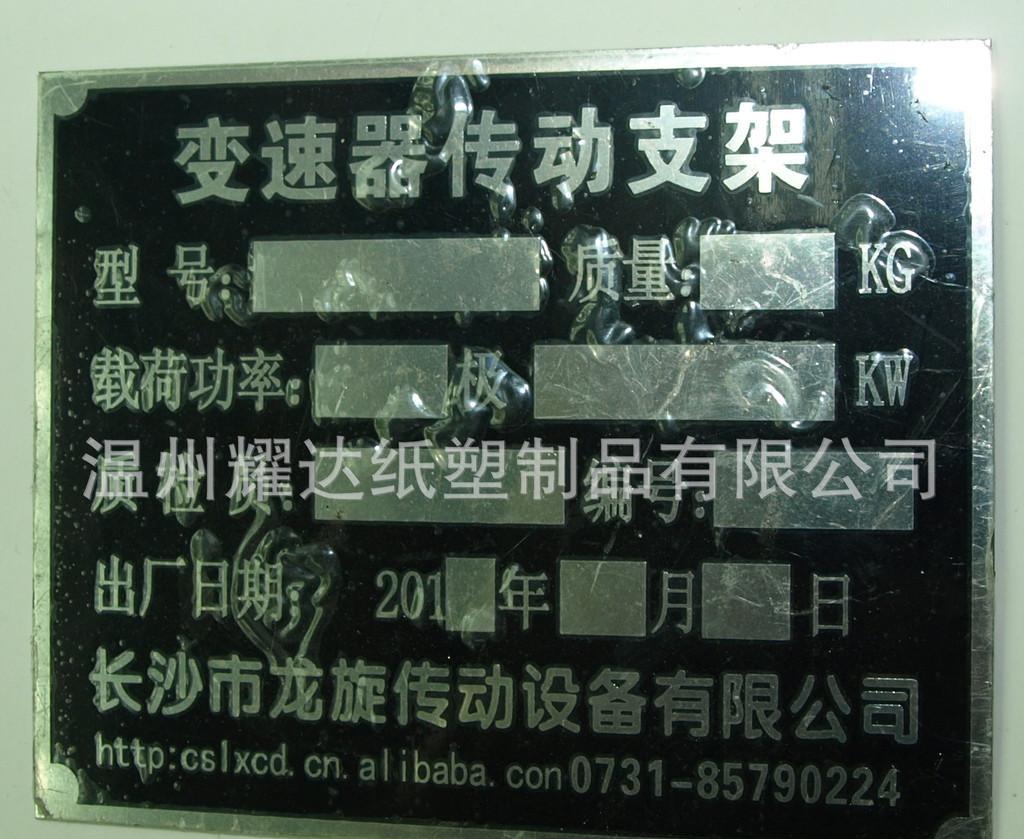 变速器传动支架
型号: 质量: KG
载荷功率: 极 KW
温州耀达纸塑制品有限公司
质检员: 编号:
出厂日期: 201 年 月 日
长沙市龙旋传动设备有限公司
http:cslxcd.cn.alibaba.con 0731-85790224